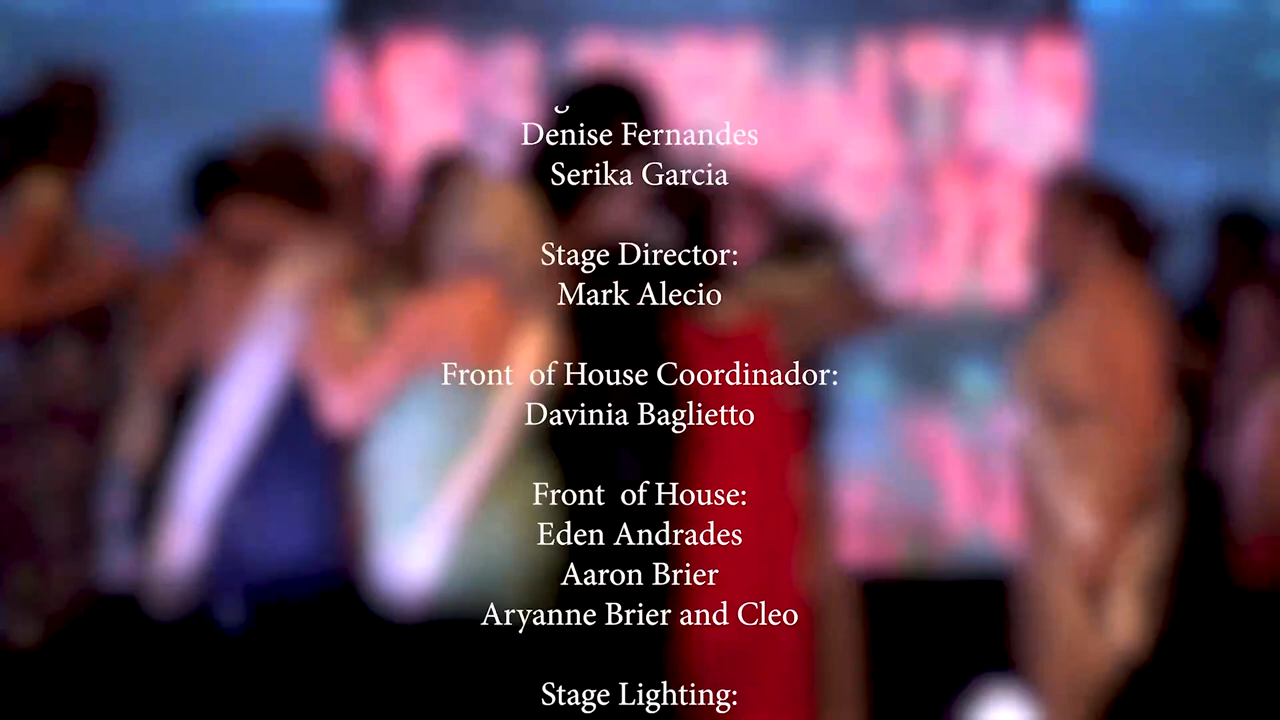 Denise Fernandes
Serika Garcia
Stage Director:
Mark Alecio
Front of House Coordinador:
Davinia Baglietto
Front of House:
Eden Andrades
Aaron Brier
Aryanne Brier and Cleo
Stage Lighting: